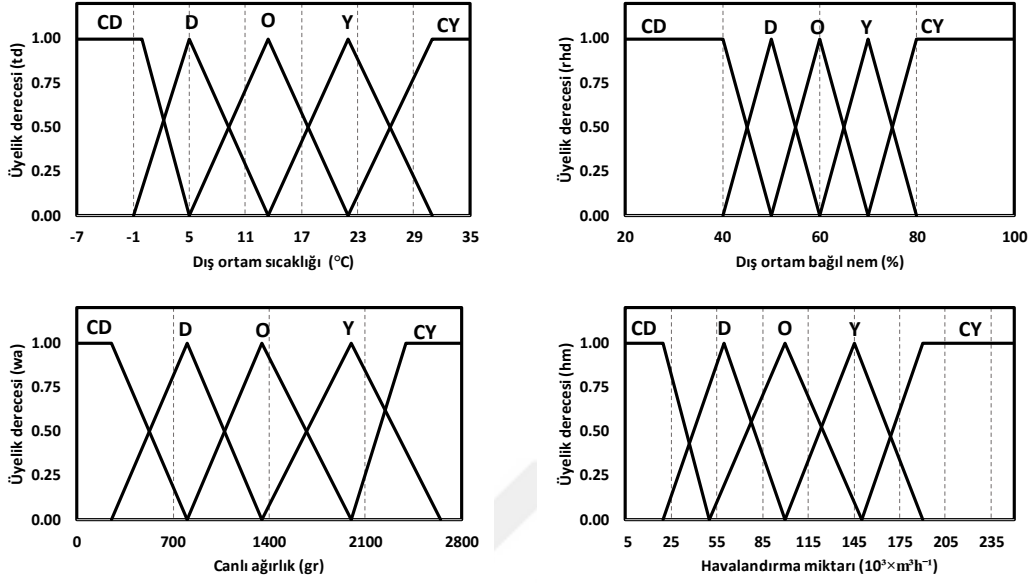 CD D O Y CY
Üyelik derecesi (td)
1.00
0.75
0.50
0.25
0.00
-7 -1 5 11 17 23 29 35
Dış ortam sıcaklığı (°C)
CD D O Y CY
Üyelik derecesi (rhd)
1.00
0.75
0.50
0.25
0.00
20 40 60 80 100
Dış ortam bağıl nem (%)
CD D O Y CY
Üyelik derecesi (wa)
1.00
0.75
0.50
0.25
0.00
0 700 1400 2100 2800
Canlı ağırlık (gr)
CD D O Y CY
Üyelik derecesi (hm)
1.00
0.75
0.50
0.25
0.00
5 25 55 85 115 145 175 205 235
Havalandırma miktarı (10³×m³h⁻¹)